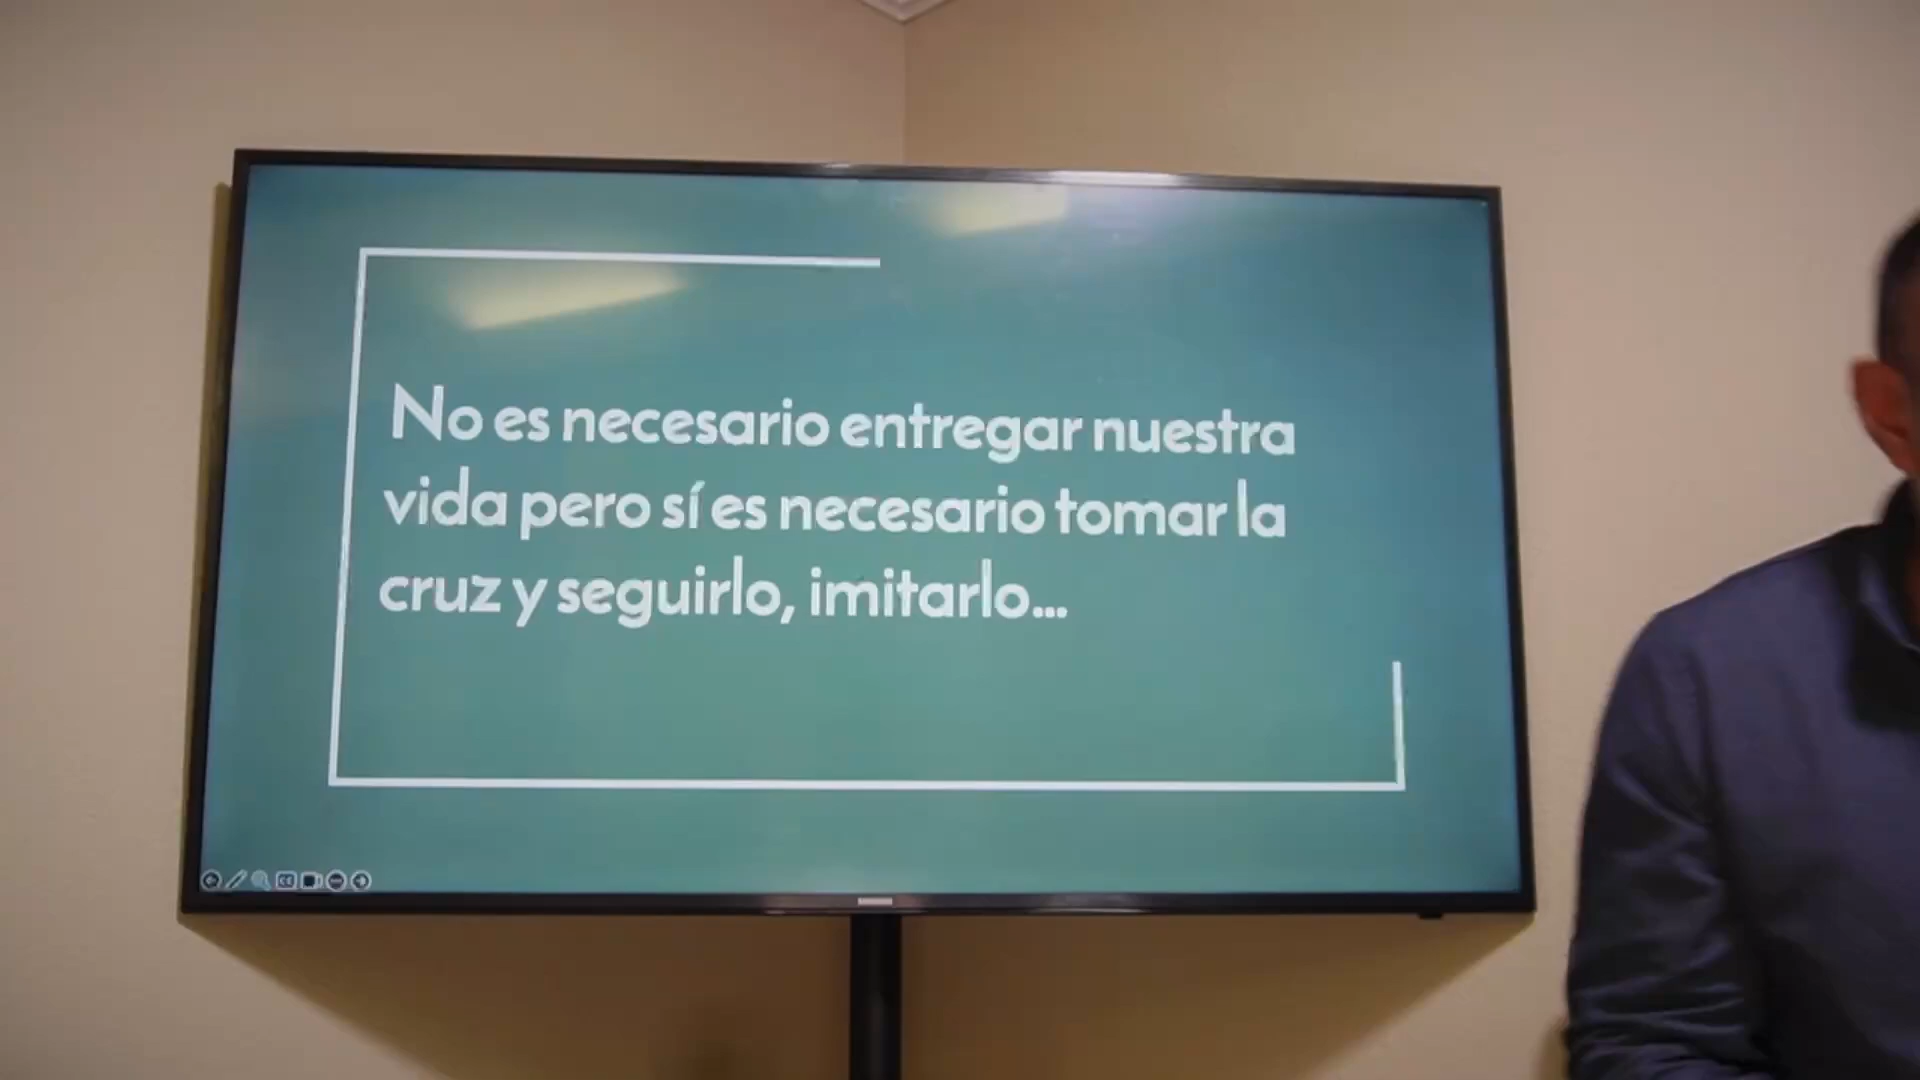 No es necesario entregar nuestra
vida pero sí es necesario tomar la
cruz y seguirlo, imitarlo...